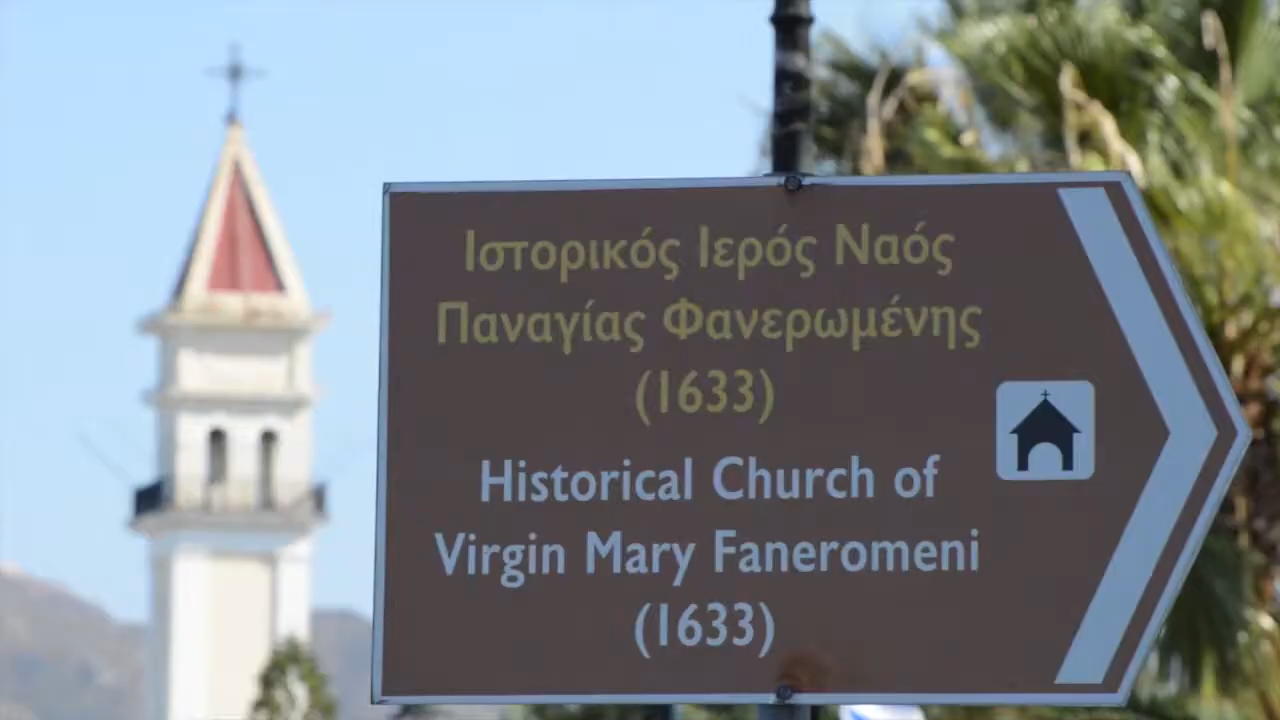 Ιστορικός Ιερός Ναός
Παναγίας Φανερωμένης
(1633)
Historical Church of
Virgin Mary Faneromeni
(1633)